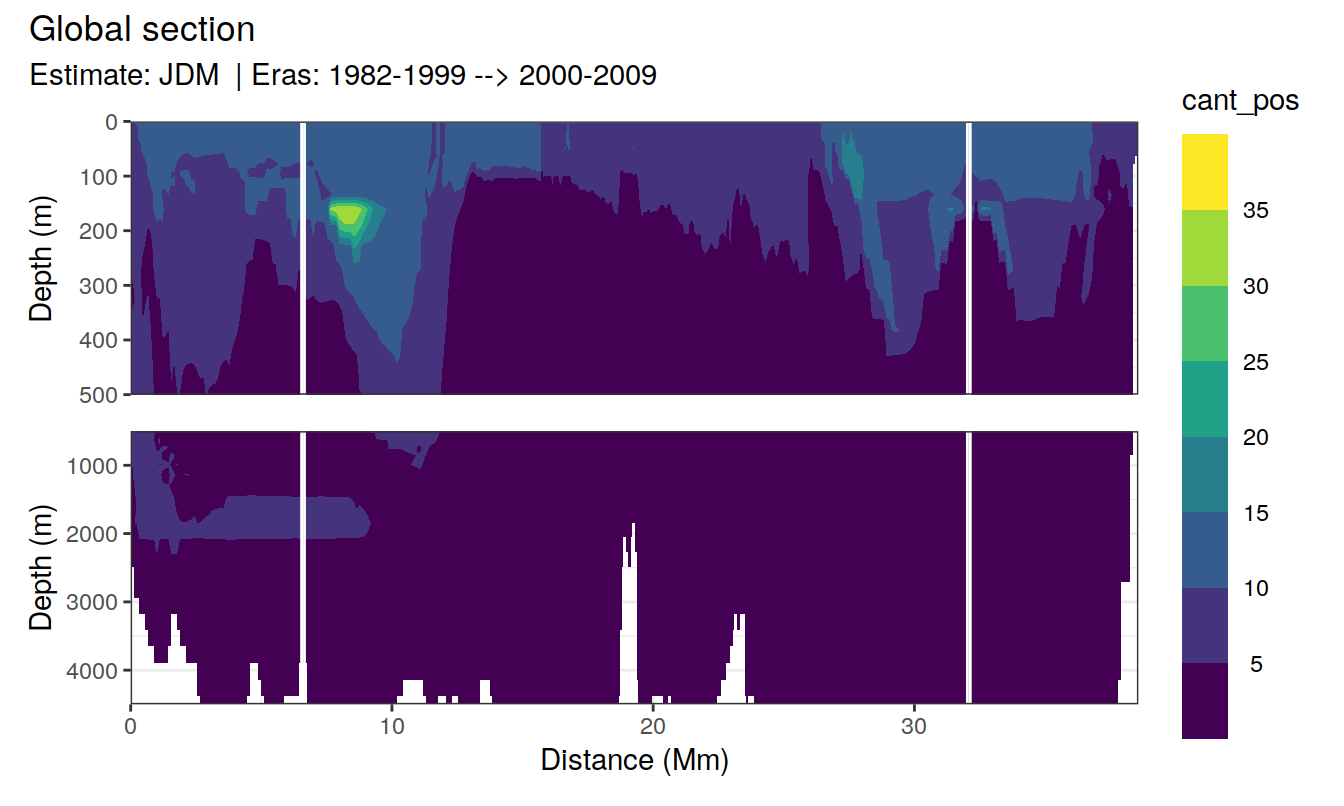 Global section
Estimate: JDM | Eras: 1982-1999 --> 2000-2009
cant_pos
35
30
25
20
15
10
5
Depth (m)
0
100
200
300
400
500
Depth (m)
1000
2000
3000
4000
0 10 20 30
Distance (Mm)